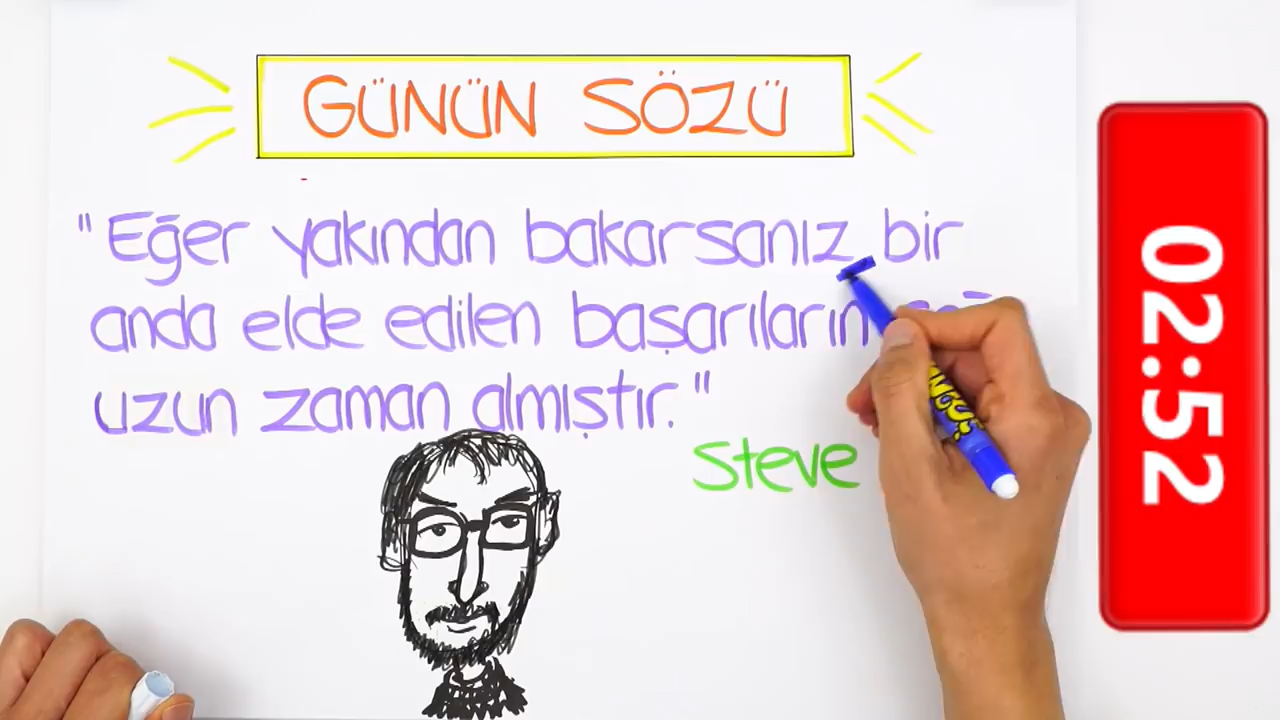 GÜNÜN SÖZÜ
"Eğer yakından bakarsanız bir
anda elde edilen başarıların
uzun zaman almıştır."
Steve
02:52